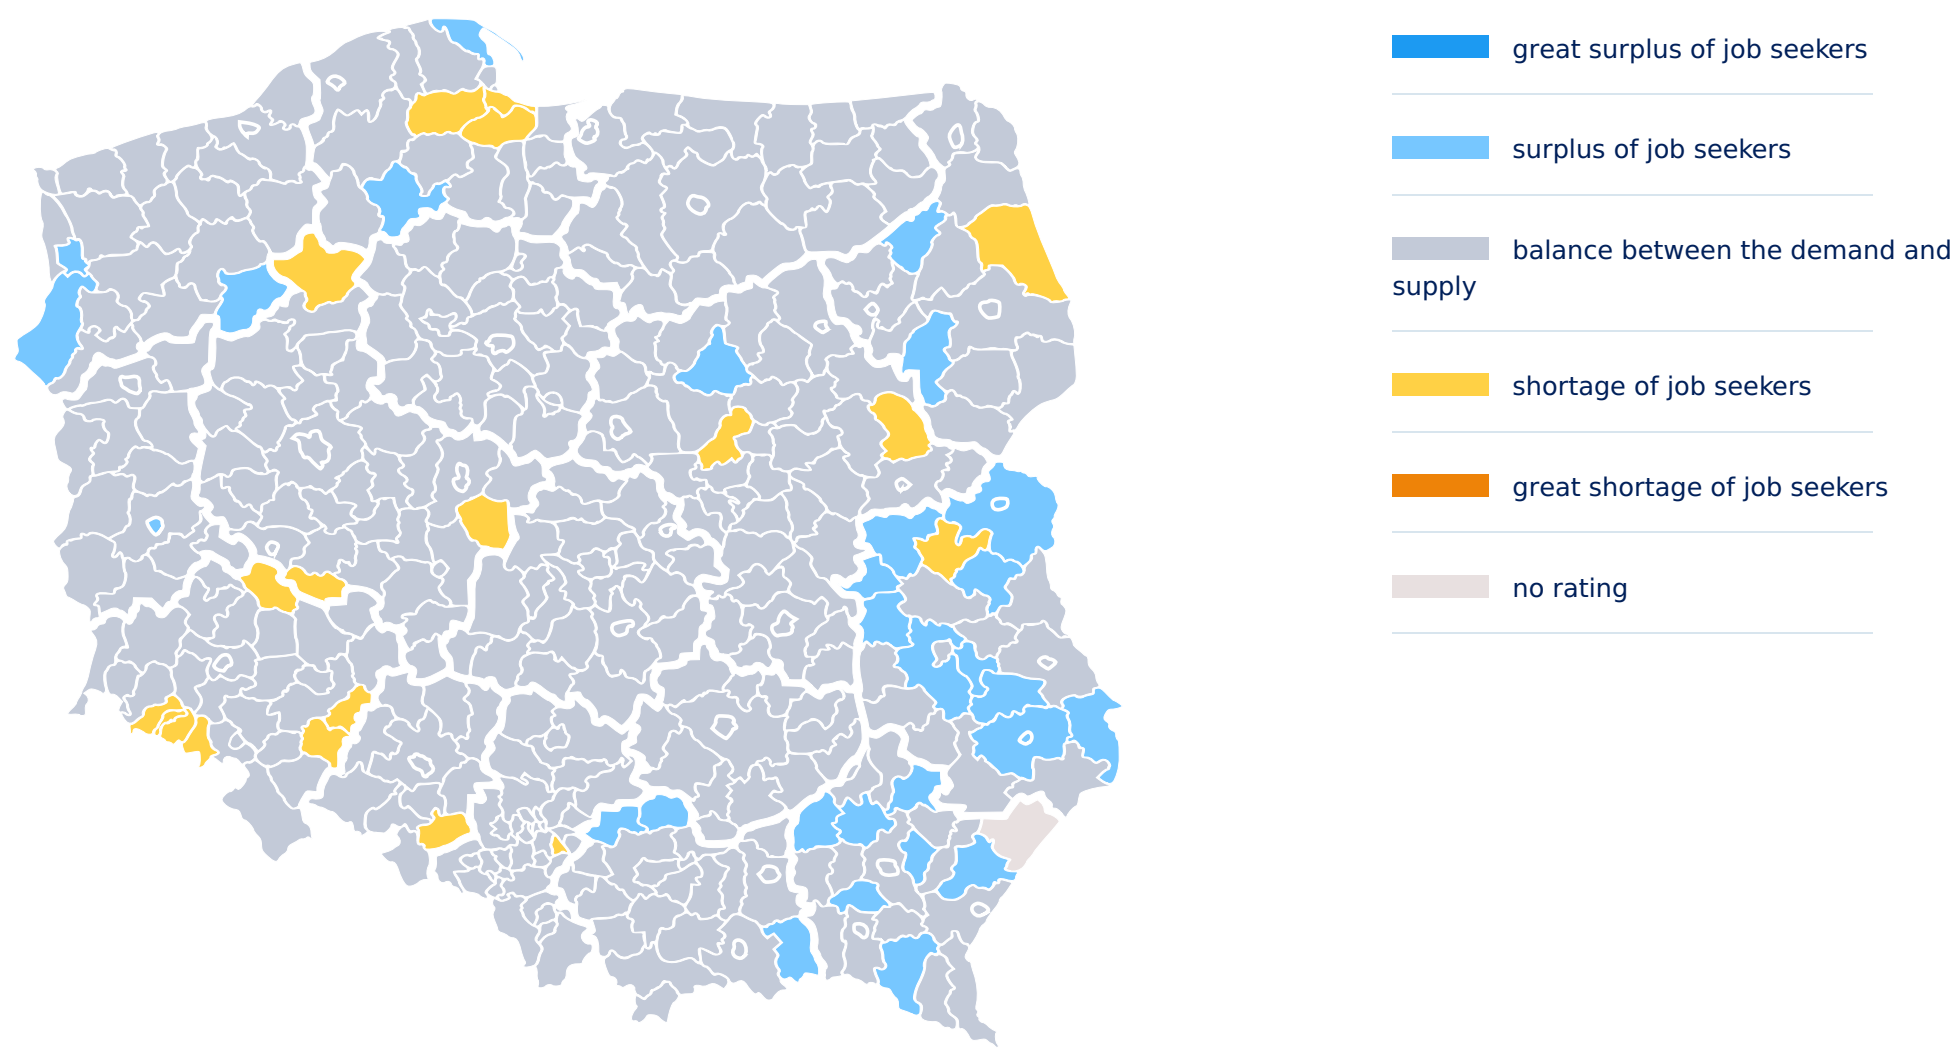 great surplus of job seekers
surplus of job seekers
balance between the demand and
supply
shortage of job seekers
great shortage of job seekers
no rating